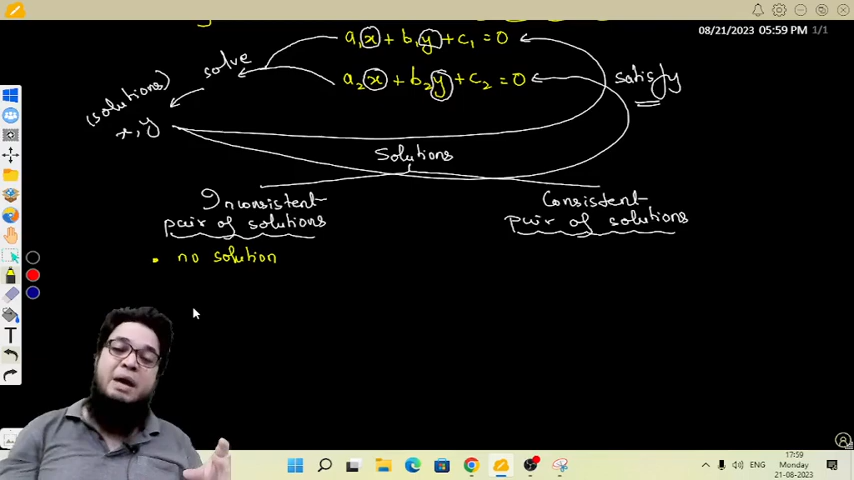 08/21/2023 05:59 PM 1/1
a₁x + b₁y + c₁ = 0
solve
a₂x + b₂y + c₂ = 0
satisfy
(solutions)
x, y
Solutions
Inconsistent
pair of solutions
Consistent
pair of solutions
• no solution
T
ENG
17:59
Monday
21-08-2023